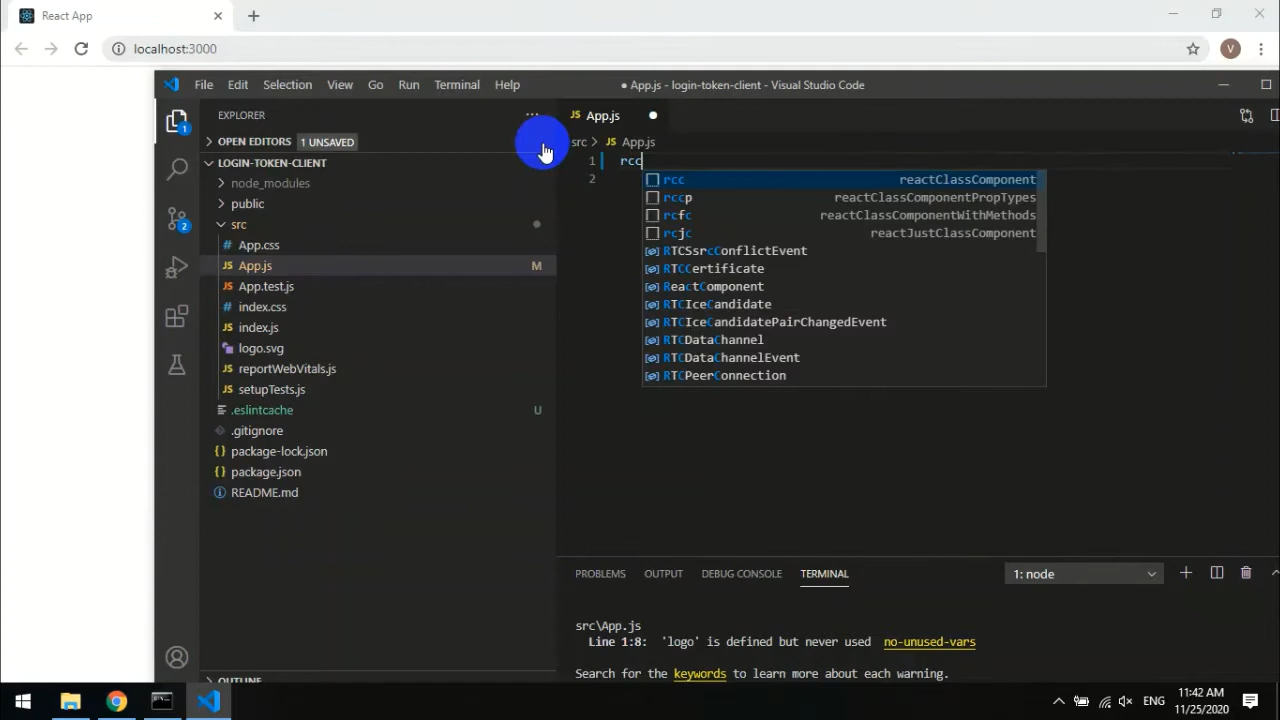 React App
localhost:3000
V
File Edit Selection View Go Run Terminal Help
● App.js - login-token-client - Visual Studio Code
EXPLORER
JS App.js
OPEN EDITORS 1 UNSAVED
src > JS App.js
LOGIN-TOKEN-CLIENT
1 rcc
2
node_modules
public
src
# App.css
JS App.js M
JS App.test.js
# index.css
JS index.js
logo.svg
JS reportWebVitals.js
JS setupTests.js
.eslintcache U
.gitignore
{} package-lock.json
{} package.json
README.md
OUTLINE
1
2
rcc reactClassComponent
rccp reactClassComponentPropTypes
rcfc reactClassComponentWithMethods
rcjc reactJustClassComponent
RTCSsrcConflictEvent
RTCCertificate
ReactComponent
RTCIceCandidate
RTCIceCandidatePairChangedEvent
RTCDataChannel
RTCDataChannelEvent
RTCPeerConnection
PROBLEMS OUTPUT DEBUG CONSOLE TERMINAL 1: node
src\App.js
Line 1:8: 'logo' is defined but never used no-unused-vars
Search for the keywords to learn more about each warning.
ENG
11:42 AM
11/25/2020